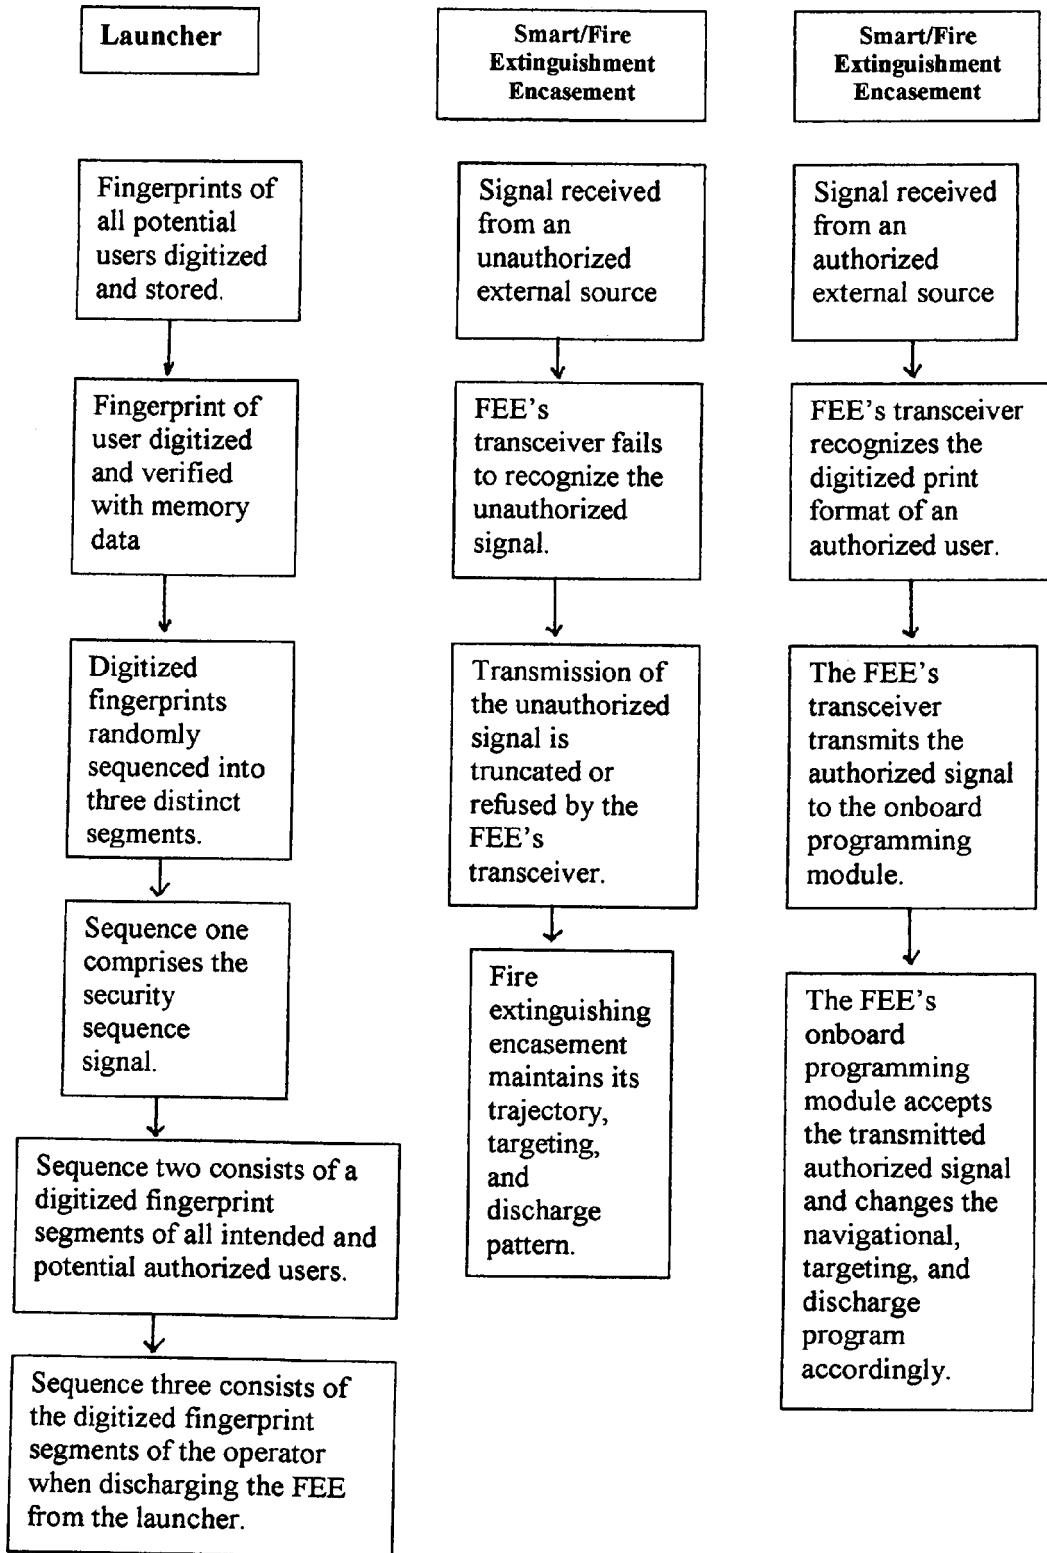 Launcher
Fingerprints of
all potential
users digitized
and stored.
Fingerprint of
user digitized
and verified
with memory
data
Digitized
fingerprints
randomly
sequenced into
three distinct
segments.
Sequence one
comprises the
security
sequence
signal.
Sequence two consists of a
digitized fingerprint
segments of all intended and
potential authorized users.
Sequence three consists of
the digitized fingerprint
segments of the operator
when discharging the FEE
from the launcher.
Smart/Fire
Extinguishment
Encasement
Signal received
from an
unauthorized
external source
FEE's
transceiver fails
to recognize the
unauthorized
signal.
Transmission of
the unauthorized
signal is
truncated or
refused by the
FEE's
transceiver.
Fire
extinguishing
encasement
maintains its
trajectory,
targeting,
and
discharge
pattern.
Smart/Fire
Extinguishment
Encasement
Signal received
from an
authorized
external source
FEE's transceiver
recognizes the
digitized print
format of an
authorized user.
The FEE's
transceiver
transmits the
authorized signal
to the onboard
programming
module.
The FEE's
onboard
programming
module accepts
the transmitted
authorized signal
and changes the
navigational,
targeting, and
discharge
program
accordingly.